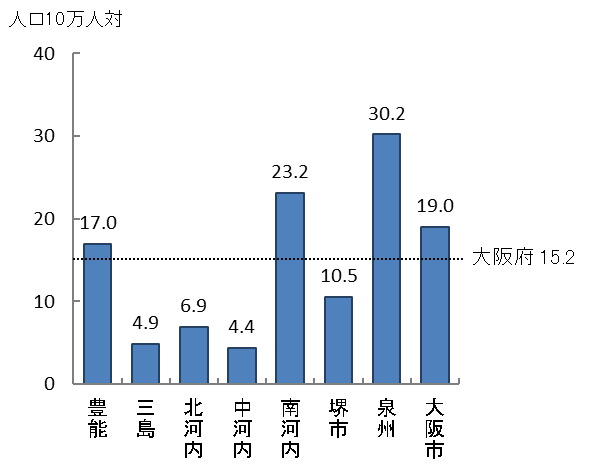 人口10万人対
40
30
20
10
0
17.0
4.9
6.9
4.4
23.2
10.5
30.2
19.0
大阪府 15.2
豊能
三島
北河内
中河内
南河内
堺市
泉州
大阪市